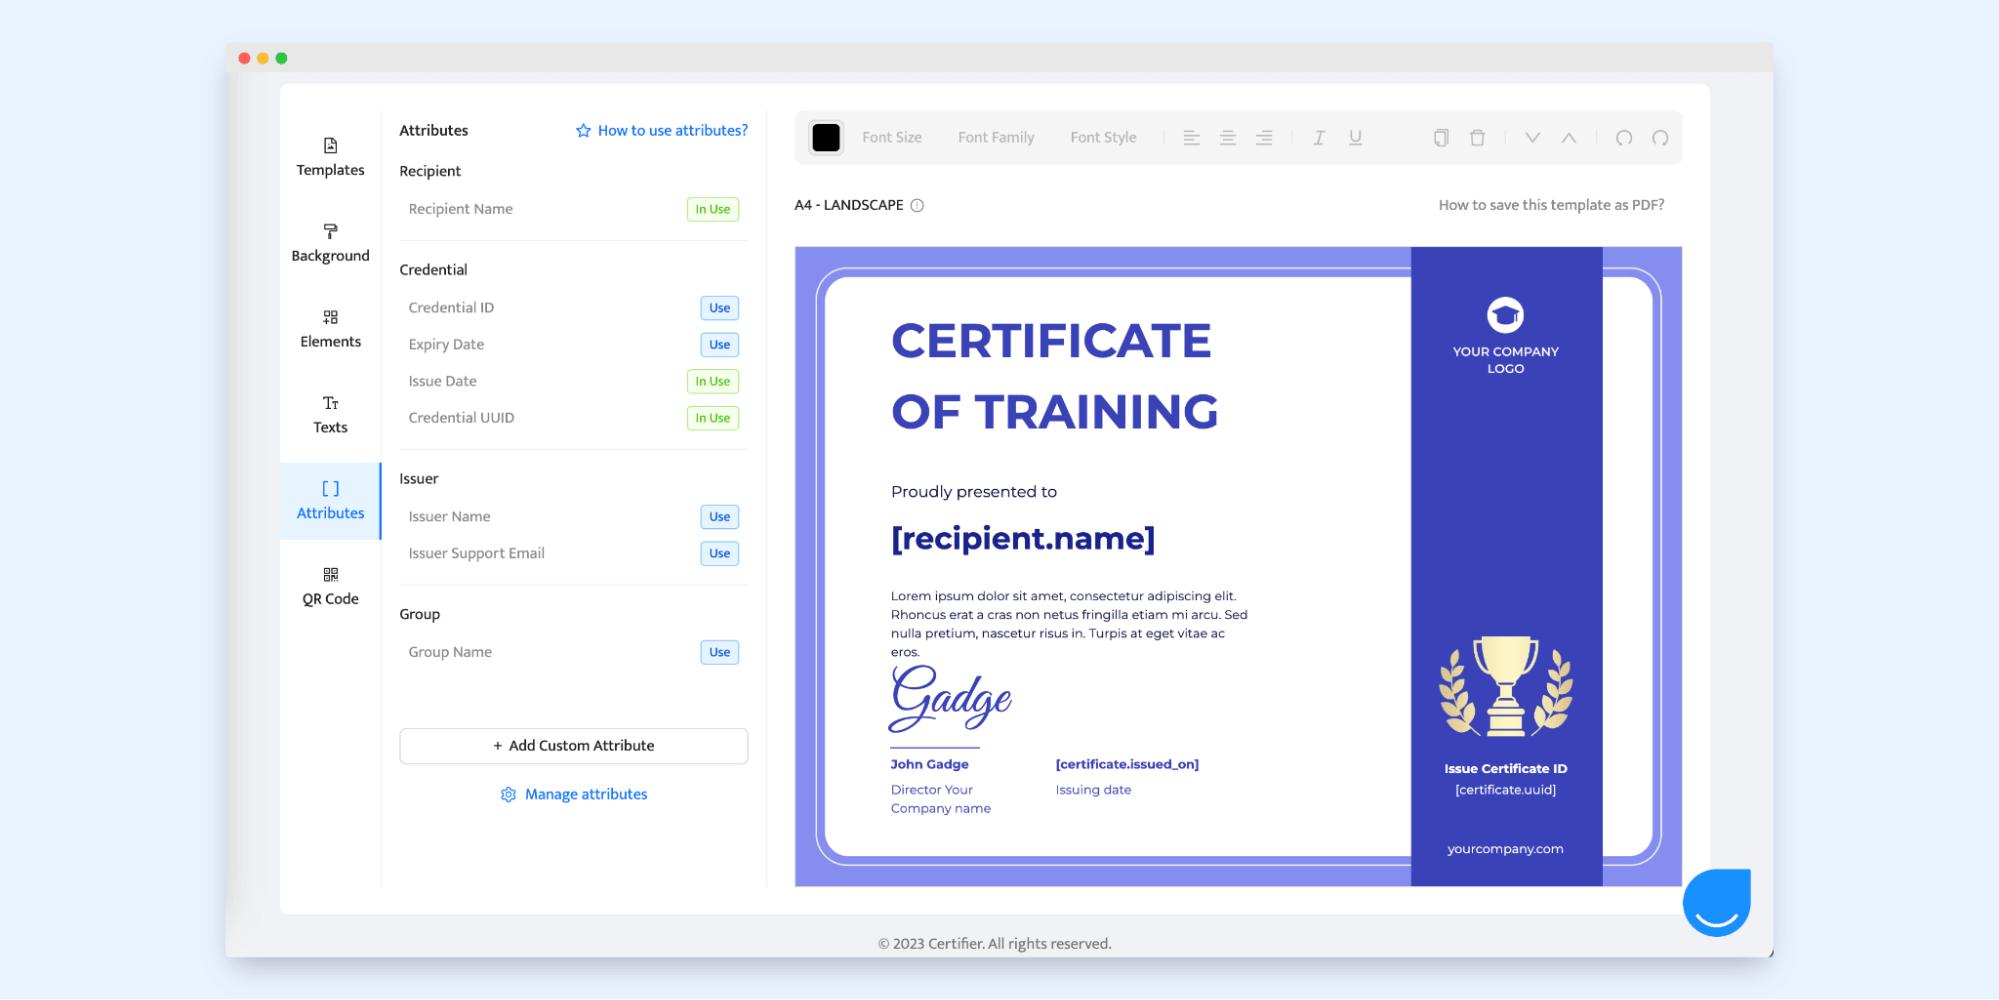 Templates
Background
Elements
Texts
Attributes
QR Code
Attributes
How to use attributes?
Recipient
Recipient Name
In Use
Credential
Credential ID
Use
Expiry Date
Use
Issue Date
In Use
Credential UUID
In Use
Issuer
Issuer Name
Use
Issuer Support Email
Use
Group
Group Name
Use
+ Add Custom Attribute
Manage attributes
Font Size
Font Family
Font Style
A4 - LANDSCAPE
How to save this template as PDF?
CERTIFICATE
OF TRAINING
Proudly presented to
[recipient.name]
Lorem ipsum dolor sit amet, consectetur adipiscing elit.
Rhoncus erat a cras non netus fringilla etiam mi arcu. Sed
nulla pretium, nascetur risus in. Turpis at eget vitae ac
eros.
Gadge
John Gadge
Director Your
Company name
[certificate.issued_on]
Issuing date
YOUR COMPANY
LOGO
Issue Certificate ID
[certificate.uuid]
yourcompany.com
© 2023 Certifier. All rights reserved.